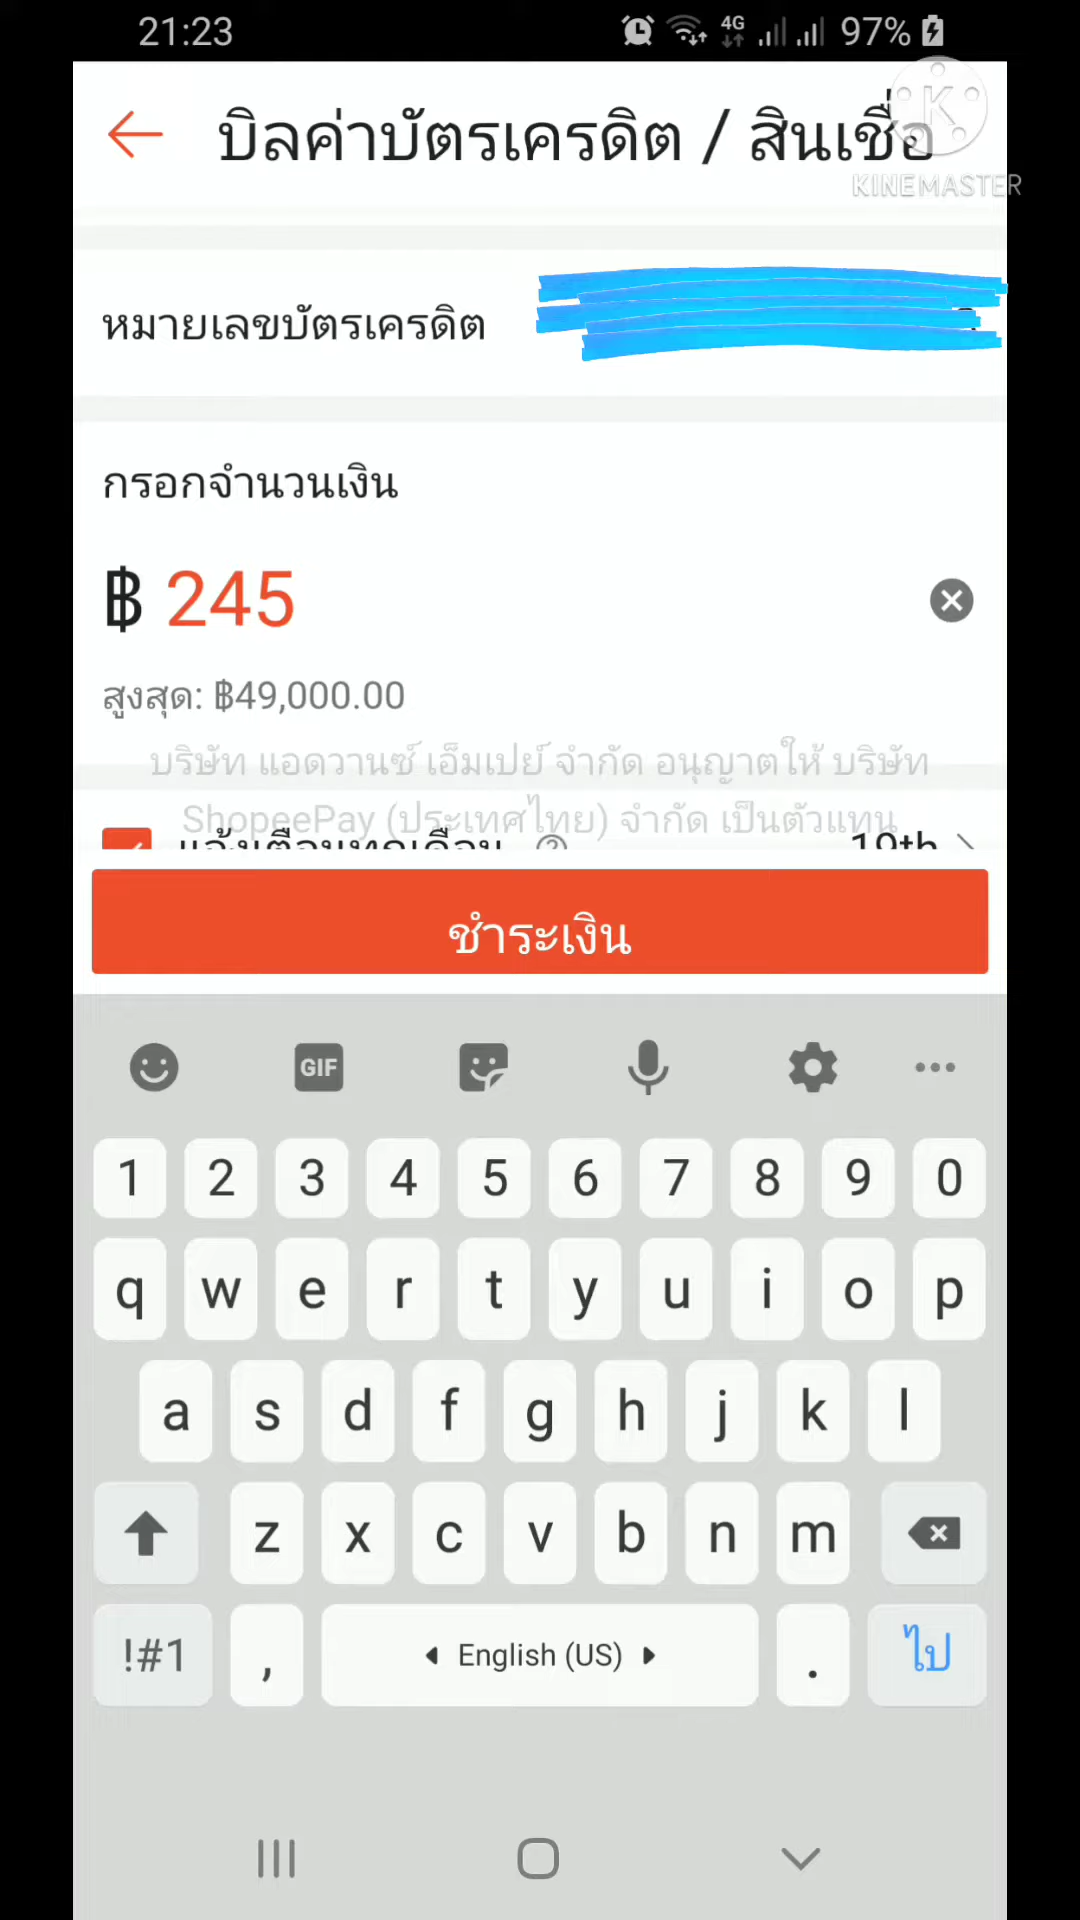 21:23 4G 97%
บิลค่าบัตรเครดิต / สินเชื่อ
K
KINEMASTER
หมายเลขบัตรเครดิต
กรอกจำนวนเงิน
฿ 245
สูงสุด: ฿49,000.00
บริษัท แอดวานซ์ เอ็มเปย์ จำกัด อนุญาตให้ บริษัท
ShopeePay (ประเทศไทย) จำกัด เป็นตัวแทน
แจ้งเตือนทุกเดือน ? 19th
ชำระเงิน
GIF
1 2 3 4 5 6 7 8 9 0
q w e r t y u i o p
a s d f g h j k l
z x c v b n m
!#1 , English (US) . ไป